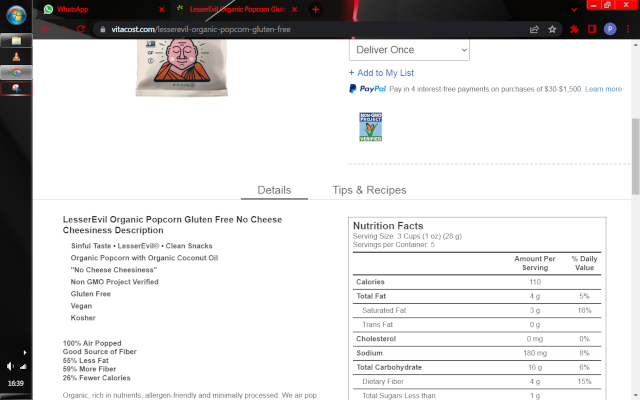 WhatsApp
LesserEvil Organic Popcorn Glute
vitacost.com/lesserevil-organic-popcorn-gluten-free
P
Deliver Once
+ Add to My List
PayPal Pay in 4 interest-free payments on purchases of $30-$1,500 Learn more
NON-GMO
PROJECT
VERIFIED
Details
Tips & Recipes
LesserEvil Organic Popcorn Gluten Free No Cheese
Cheesiness Description
Sinful Taste • LesserEvil® • Clean Snacks
Organic Popcorn with Organic Coconut Oil
"No Cheese Cheesiness"
Non GMO Project Verified
Gluten Free
Vegan
Kosher
100% Air Popped
Good Source of Fiber
55% Less Fat
59% More Fiber
26% Fewer Calories
Organic, rich in nutrients, allergen-friendly and minimally processed. We air pop
Nutrition Facts
Serving Size: 3 Cups (1 oz) (28 g)
Servings per Container: 5
Amount Per Serving % Daily Value
Calories 110
Total Fat 4 g 5%
Saturated Fat 3 g 16%
Trans Fat 0 g
Cholesterol 0 mg 0%
Sodium 180 mg 8%
Total Carbohydrate 16 g 6%
Dietary Fiber 4 g 15%
Total Sugars Less than 1 g
16:39